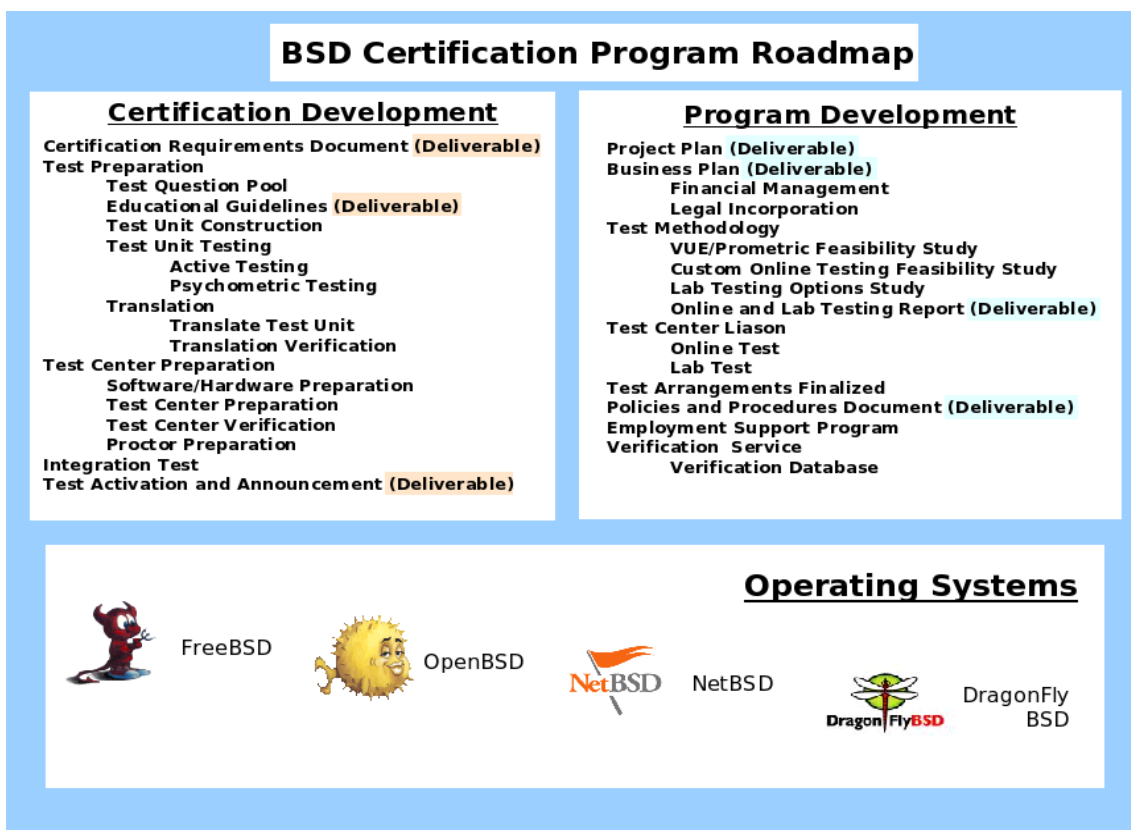 BSD Certification Program Roadmap
Certification Development
Certification Requirements Document (Deliverable)
Test Preparation
Test Question Pool
Educational Guidelines (Deliverable)
Test Unit Construction
Test Unit Testing
Active Testing
Psychometric Testing
Translation
Translate Test Unit
Translation Verification
Test Center Preparation
Software/Hardware Preparation
Test Center Preparation
Test Center Verification
Proctor Preparation
Integration Test
Test Activation and Announcement (Deliverable)
Program Development
Project Plan (Deliverable)
Business Plan (Deliverable)
Financial Management
Legal Incorporation
Test Methodology
VUE/Prometric Feasibility Study
Custom Online Testing Feasibility Study
Lab Testing Options Study
Online and Lab Testing Report (Deliverable)
Test Center Liason
Online Test
Lab Test
Test Arrangements Finalized
Policies and Procedures Document (Deliverable)
Employment Support Program
Verification Service
Verification Database
Operating Systems
FreeBSD
OpenBSD
NetBSD
NetBSD
DragonFlyBSD
DragonFly
BSD